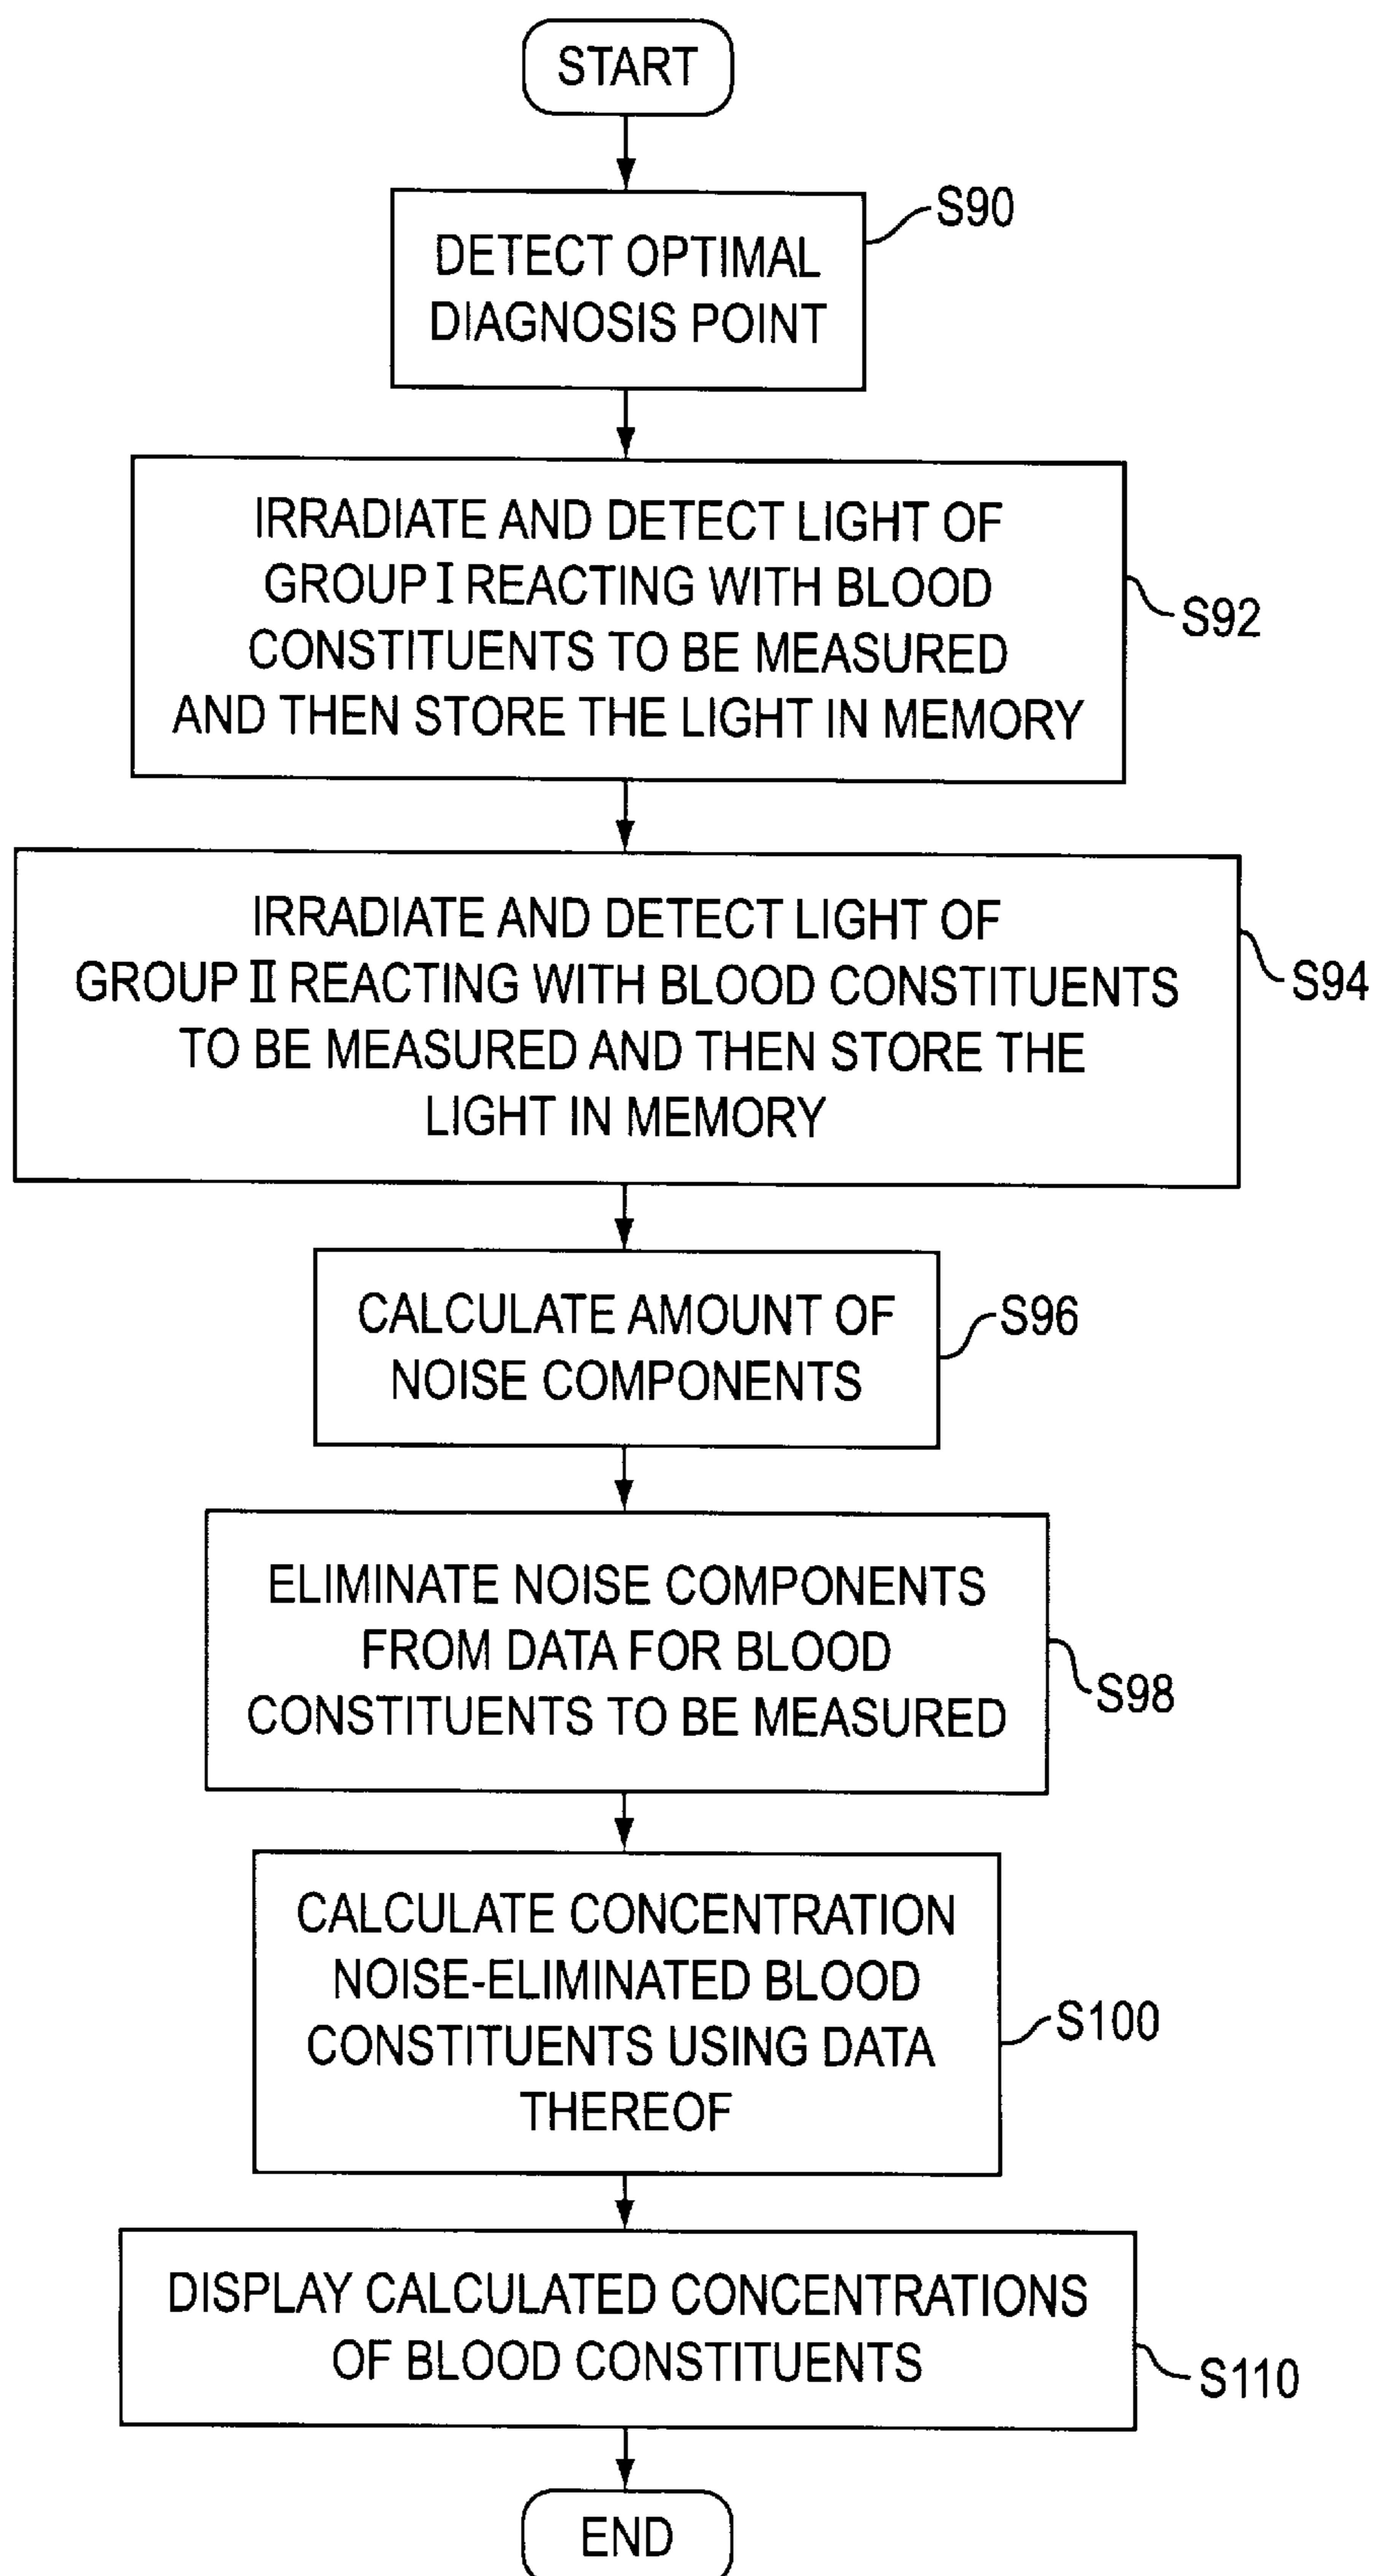 START
S90
DETECT OPTIMAL
DIAGNOSIS POINT
IRRADIATE AND DETECT LIGHT OF
GROUP I REACTING WITH BLOOD
CONSTITUENTS TO BE MEASURED
AND THEN STORE THE LIGHT IN MEMORY
S92
IRRADIATE AND DETECT LIGHT OF
GROUP II REACTING WITH BLOOD CONSTITUENTS
TO BE MEASURED AND THEN STORE THE
LIGHT IN MEMORY
S94
CALCULATE AMOUNT OF
NOISE COMPONENTS
S96
ELIMINATE NOISE COMPONENTS
FROM DATA FOR BLOOD
CONSTITUENTS TO BE MEASURED
S98
CALCULATE CONCENTRATION
NOISE-ELIMINATED BLOOD
CONSTITUENTS USING DATA
THEREOF
S100
DISPLAY CALCULATED CONCENTRATIONS
OF BLOOD CONSTITUENTS
S110
END